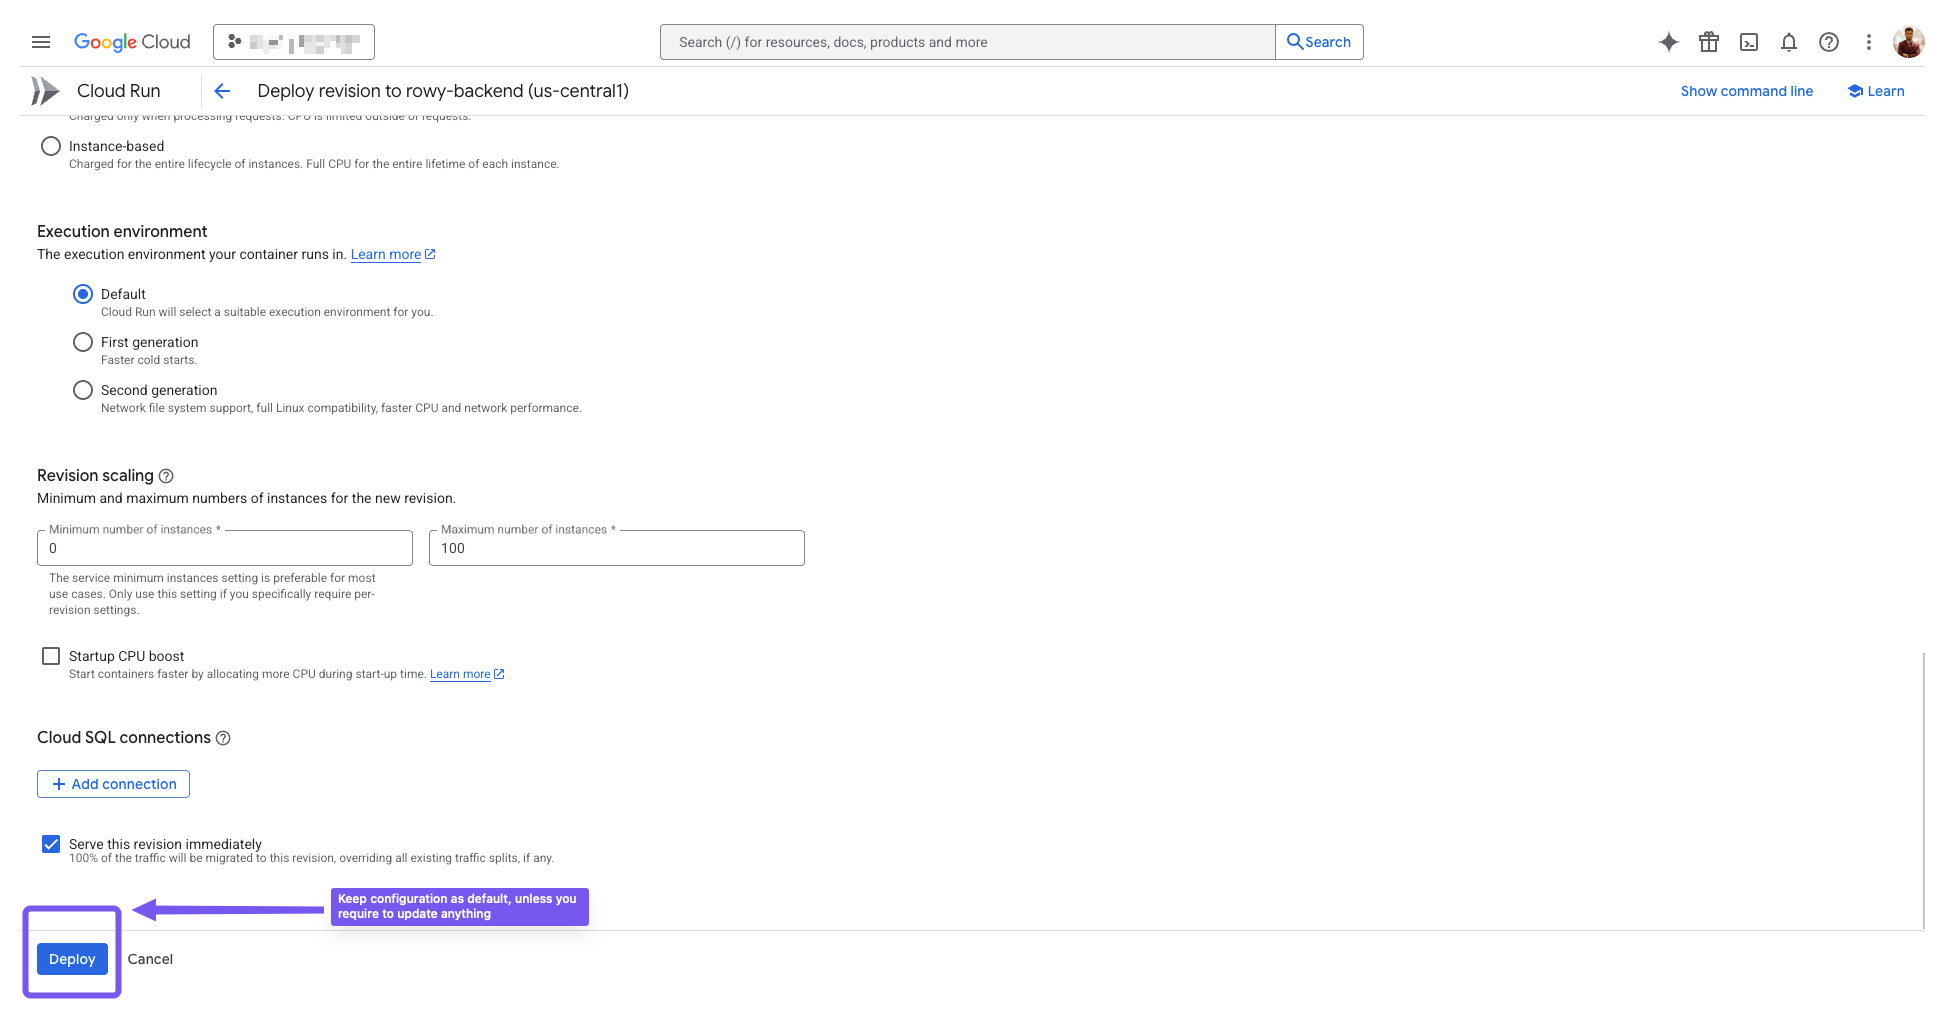 Google Cloud
Search (/) for resources, docs, products and more
Search
Cloud Run
Deploy revision to rowy-backend (us-central1)
Show command line
Learn
Charged only when processing requests. CPU is limited outside of requests.
Instance-based
Charged for the entire lifecycle of instances. Full CPU for the entire lifetime of each instance.
Execution environment
The execution environment your container runs in. Learn more
Default
Cloud Run will select a suitable execution environment for you.
First generation
Faster cold starts.
Second generation
Network file system support, full Linux compatibility, faster CPU and network performance.
Revision scaling
Minimum and maximum numbers of instances for the new revision.
Minimum number of instances *
0
Maximum number of instances *
100
The service minimum instances setting is preferable for most
use cases. Only use this setting if you specifically require per-
revision settings.
Startup CPU boost
Start containers faster by allocating more CPU during start-up time. Learn more
Cloud SQL connections
Add connection
Serve this revision immediately
100% of the traffic will be migrated to this revision, overriding all existing traffic splits, if any.
Keep configuration as default, unless you
require to update anything
Deploy
Cancel